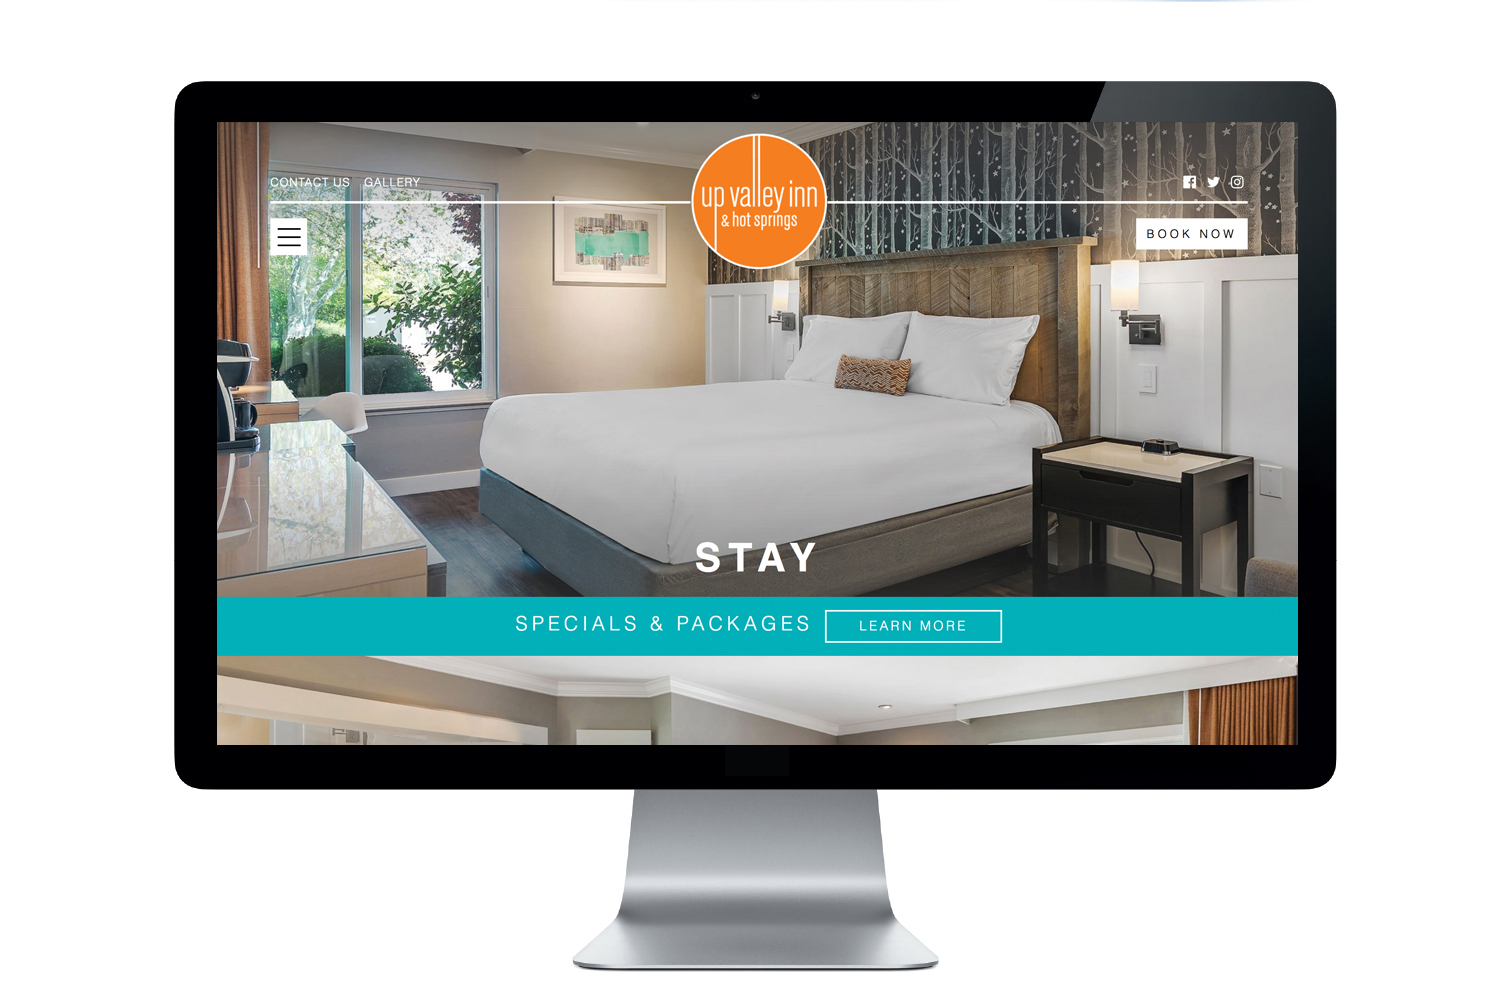 CONTACT US GALLERY
up valley inn
& hot springs
BOOK NOW
STAY
SPECIALS & PACKAGES LEARN MORE